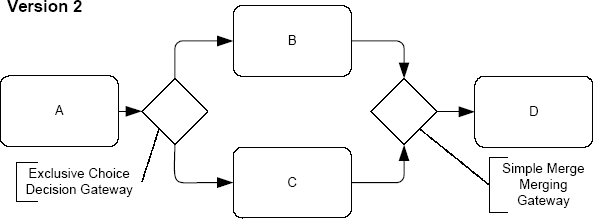 Version 2
B
A
D
C
Exclusive Choice
Decision Gateway
Simple Merge
Merging
Gateway